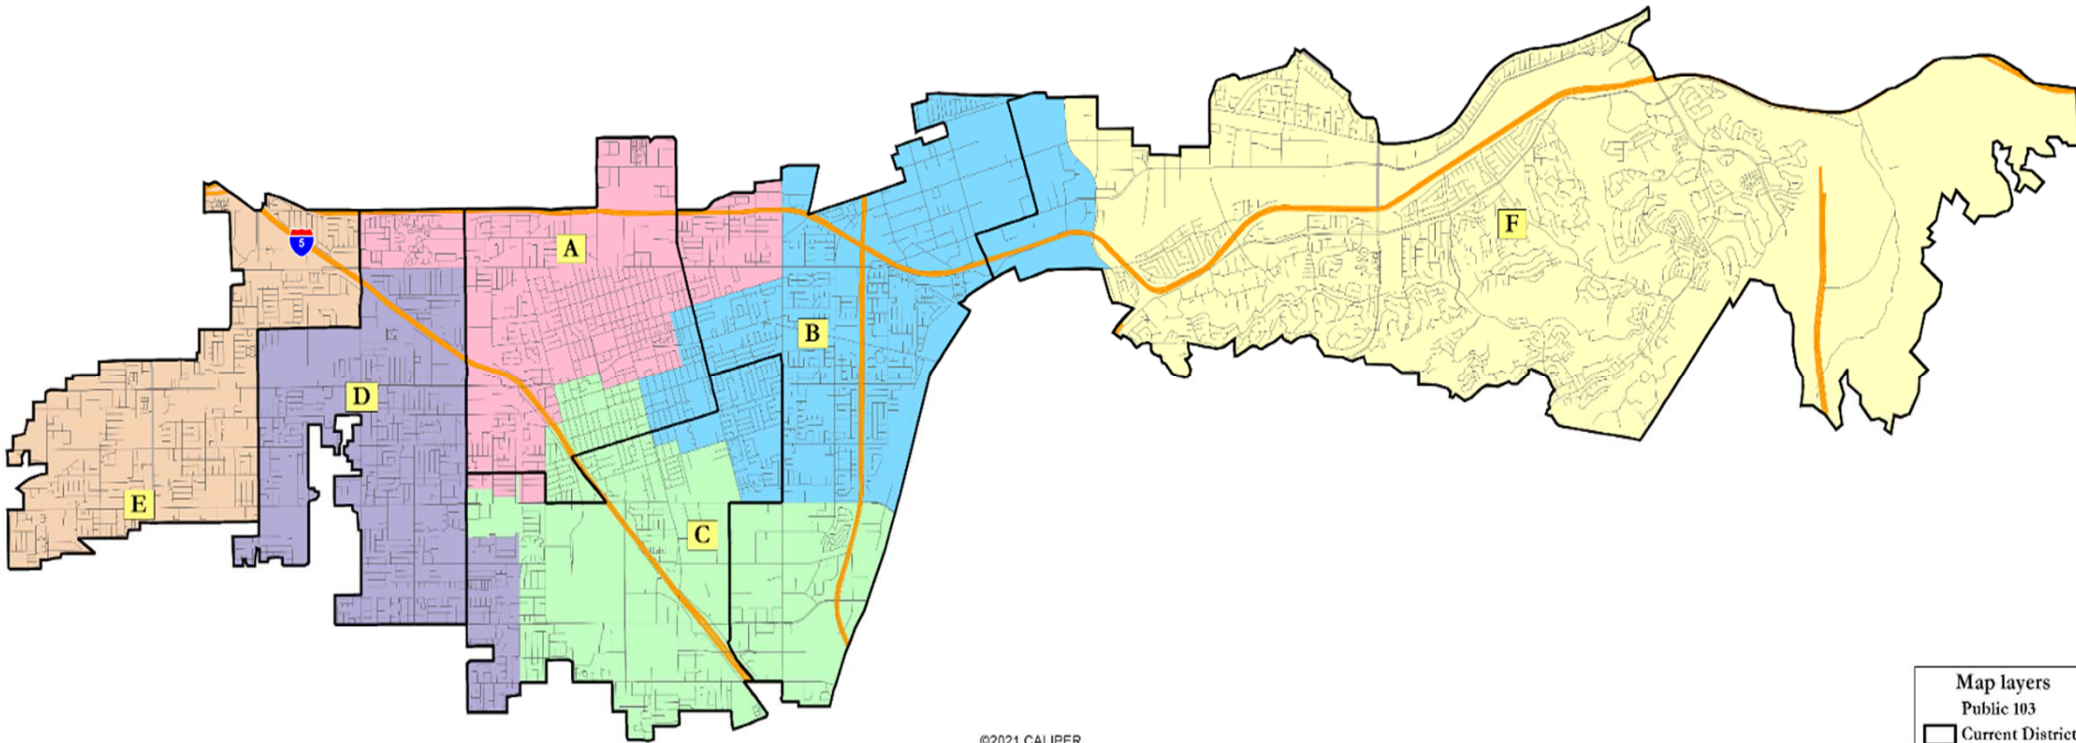 5
A
F
B
D
E
C
Map layers
Public 103
Current District
©2021 CALIPER